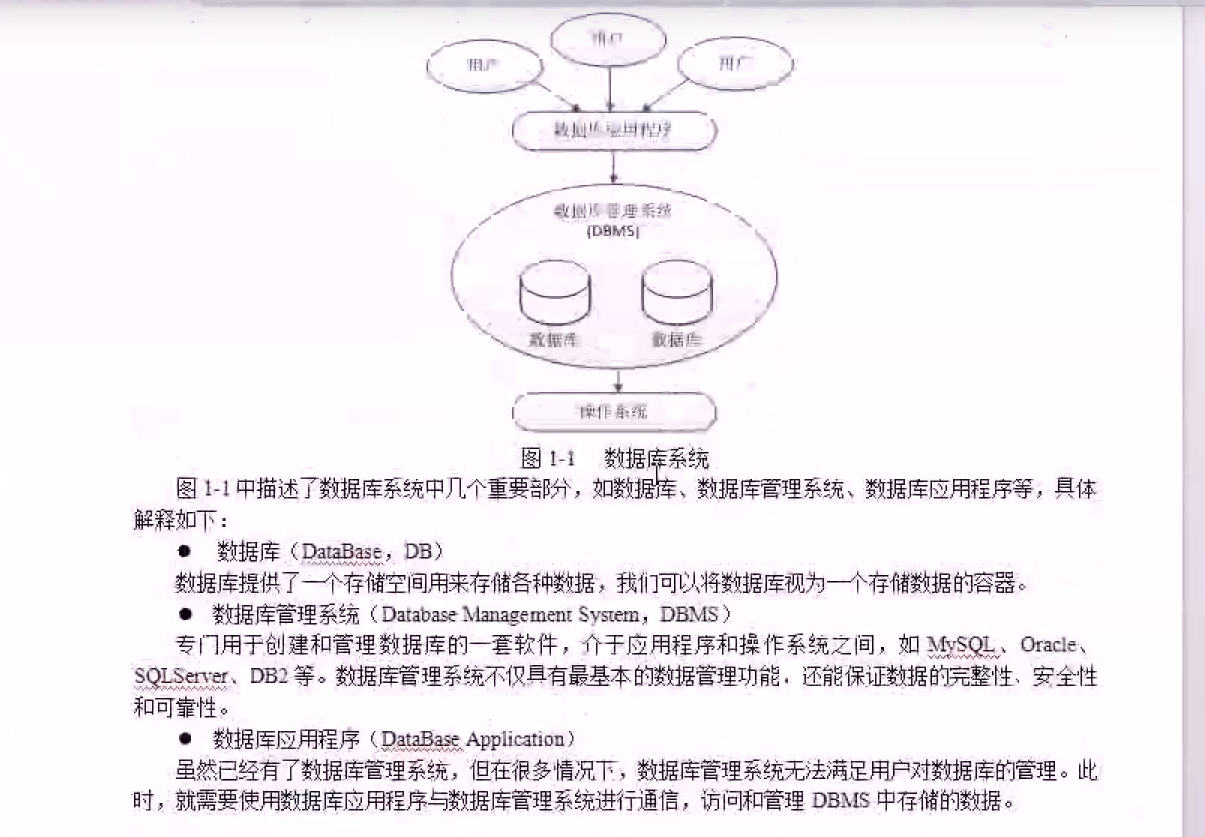 用户
用户
用户
数据库应用程序
数据库管理系统
(DBMS)
数据库 数据库
操作系统
图 1-1 数据库系统
图 1-1 中描述了数据库系统中几个重要部分，如数据库、数据库管理系统、数据库应用程序等，具体
解释如下：
● 数据库（DataBase，DB）
数据库提供了一个存储空间用来存储各种数据，我们可以将数据库视为一个存储数据的容器。
● 数据库管理系统（Database Management System，DBMS）
专门用于创建和管理数据库的一套软件，介于应用程序和操作系统之间，如 MySQL、Oracle、
SQLServer、DB2 等。数据库管理系统不仅具有最基本的数据管理功能，还能保证数据的完整性、安全性
和可靠性。
● 数据库应用程序（DataBase Application）
虽然已经有了数据库管理系统，但在很多情况下，数据库管理系统无法满足用户对数据库的管理。此
时，就需要使用数据库应用程序与数据库管理系统进行通信，访问和管理 DBMS 中存储的数据。